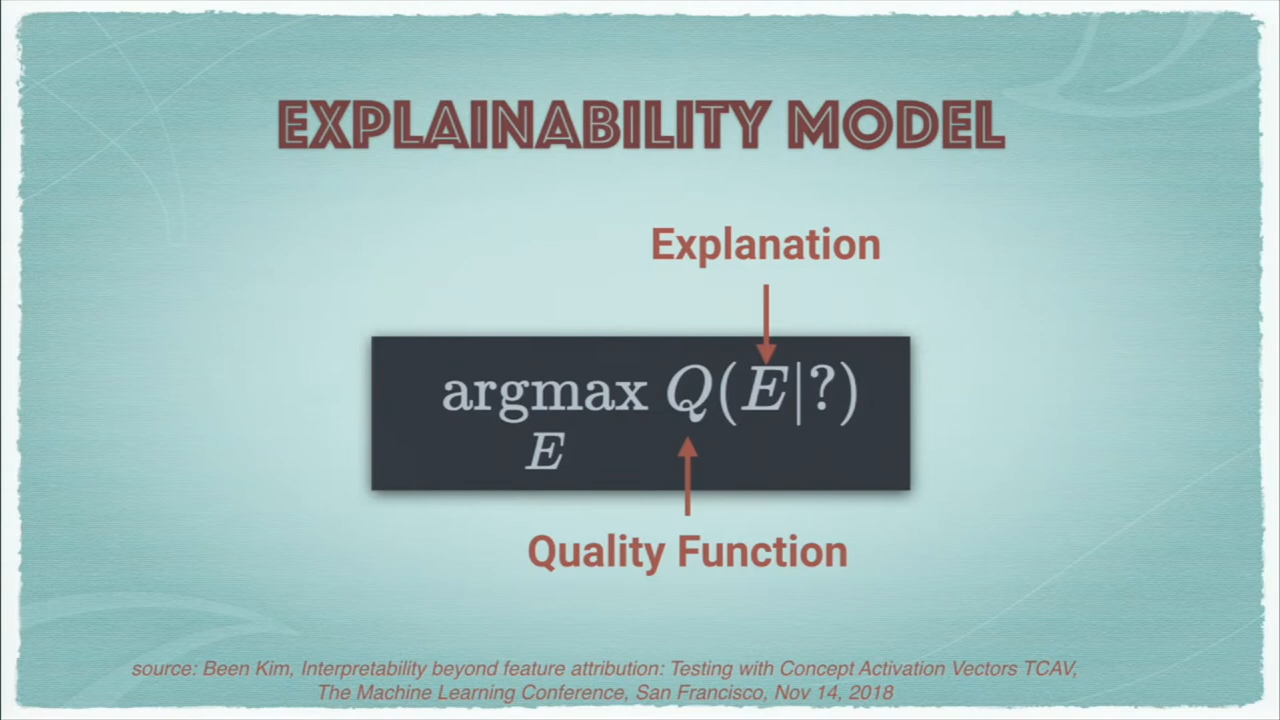 EXPLAINABILITY MODEL
Explanation
argmax Q(E|?)
E
Quality Function
source: Been Kim, Interpretability beyond feature attribution: Testing with Concept Activation Vectors TCAV,
The Machine Learning Conference, San Francisco, Nov 14, 2018